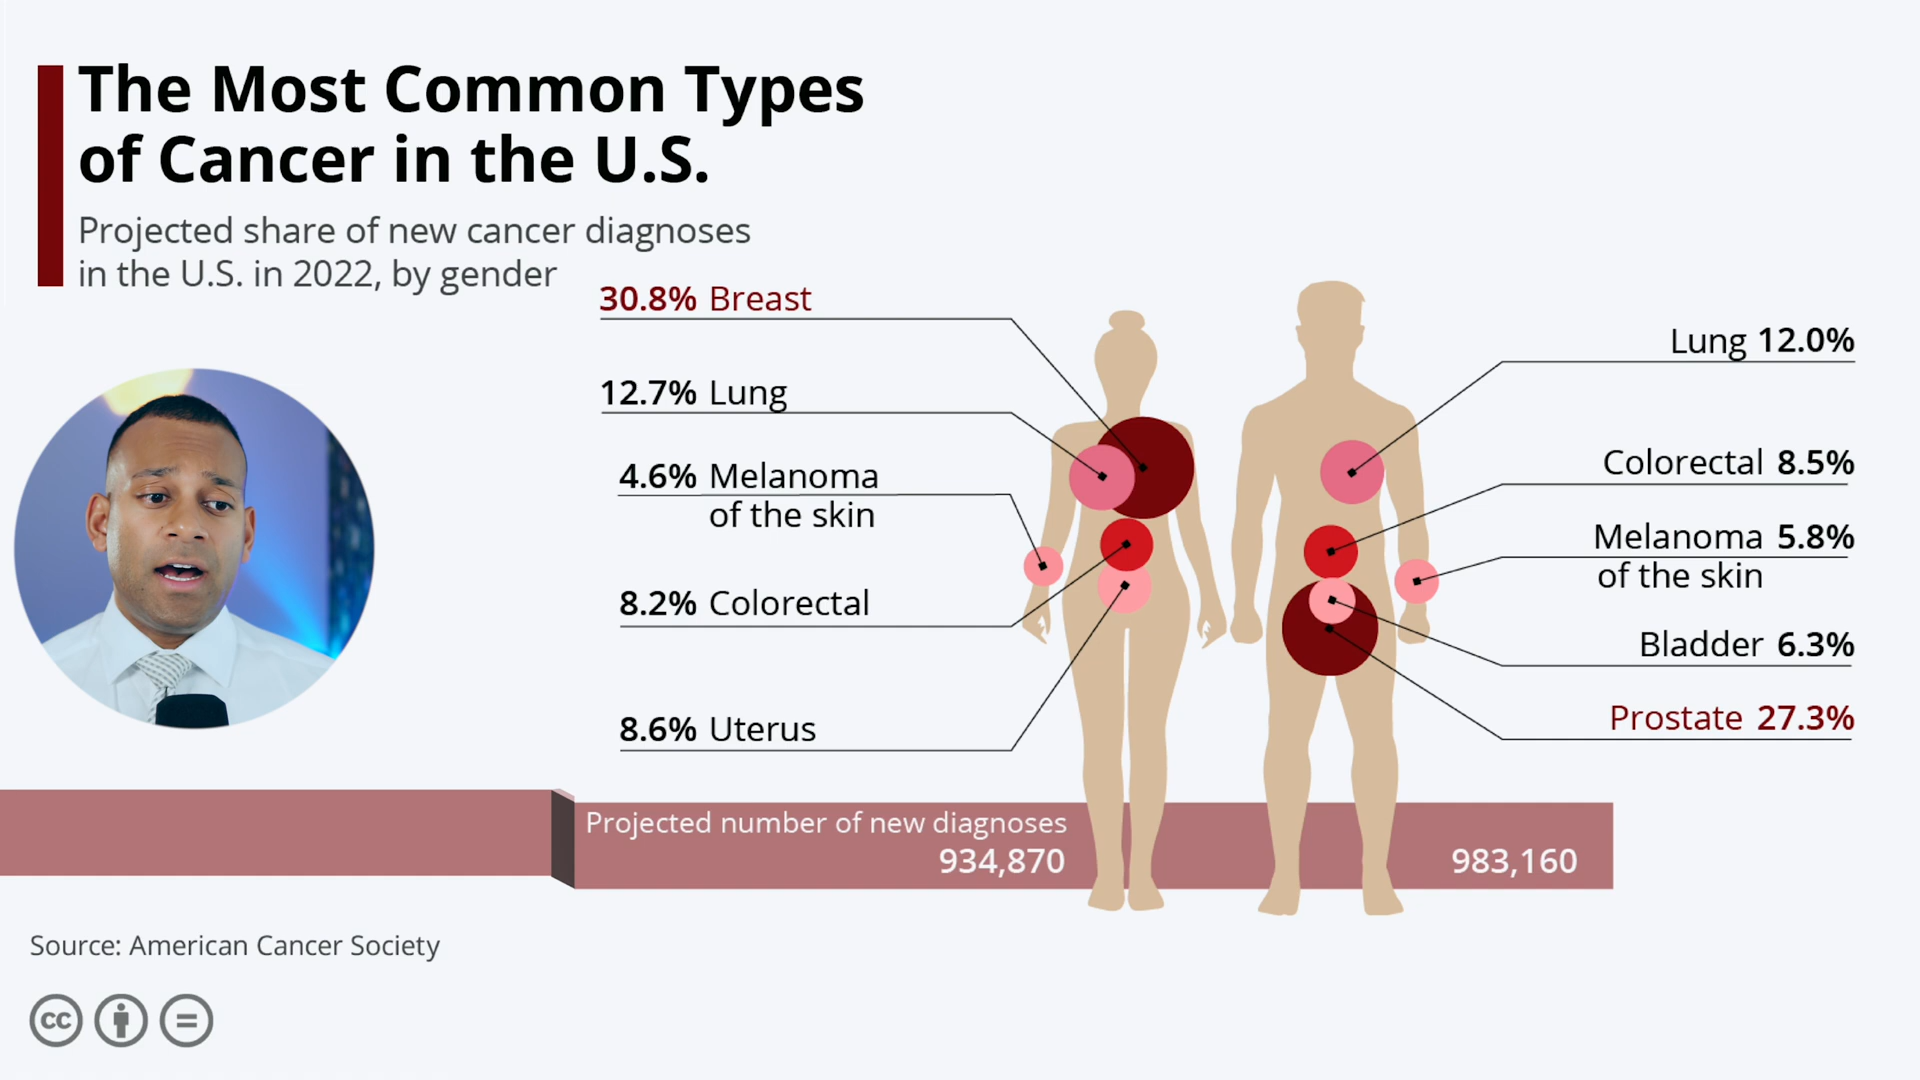 The Most Common Types
of Cancer in the U.S.
Projected share of new cancer diagnoses
in the U.S. in 2022, by gender
30.8% Breast
12.7% Lung
4.6% Melanoma
of the skin
8.2% Colorectal
8.6% Uterus
Lung 12.0%
Colorectal 8.5%
Melanoma 5.8%
of the skin
Bladder 6.3%
Prostate 27.3%
Projected number of new diagnoses
934,870
983,160
Source: American Cancer Society
cc